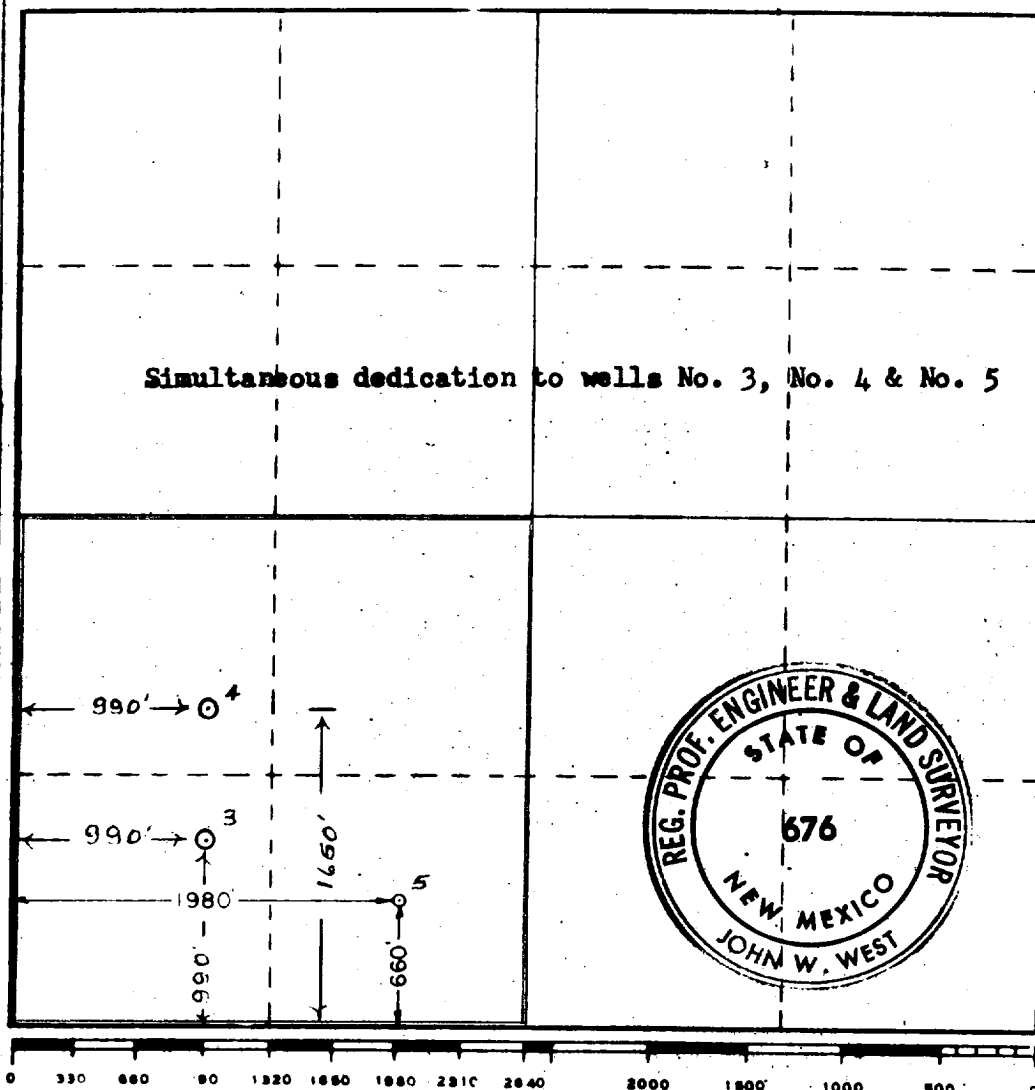 Simultaneous dedication to wells No. 3, No. 4 & No. 5
990' 4
990' 3
1650'
1980 5
990'
660'
REG. PROF. ENGINEER & LAND SURVEYOR
STATE OF
676
NEW MEXICO
JOHN W. WEST
0 330 660 90 1320 1650 1980 2310 2640 2000 1500 1000 500 0